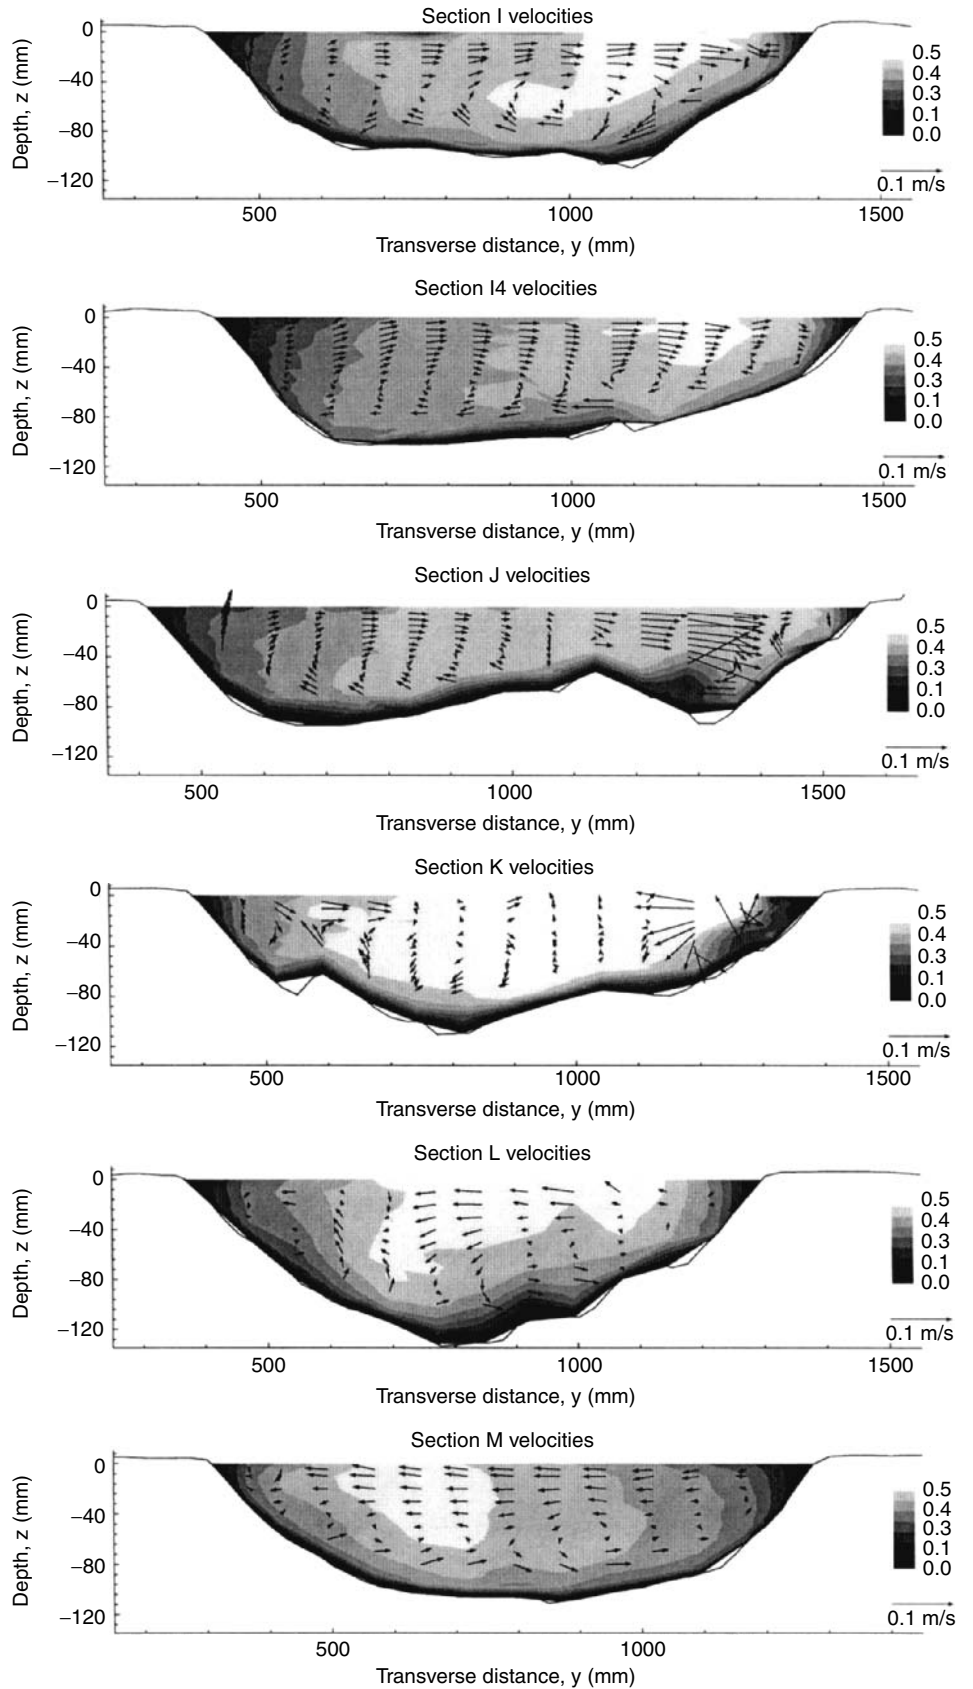 Section I velocities
Depth, z (mm)
0
−40
−80
−120
0.5
0.4
0.3
0.1
0.0
0.1 m/s
500
1000
1500
Transverse distance, y (mm)
Section I4 velocities
Depth, z (mm)
0
−40
−80
−120
0.5
0.4
0.3
0.1
0.0
0.1 m/s
500
1000
1500
Transverse distance, y (mm)
Section J velocities
Depth, z (mm)
0
−40
−80
−120
0.5
0.4
0.3
0.1
0.0
0.1 m/s
500
1000
1500
Transverse distance, y (mm)
Section K velocities
Depth, z (mm)
0
−40
−80
−120
0.5
0.4
0.3
0.1
0.0
0.1 m/s
500
1000
1500
Transverse distance, y (mm)
Section L velocities
Depth, z (mm)
0
−40
−80
−120
0.5
0.4
0.3
0.1
0.0
0.1 m/s
500
1000
1500
Transverse distance, y (mm)
Section M velocities
Depth, z (mm)
0
−40
−80
−120
0.5
0.4
0.3
0.1
0.0
0.1 m/s
500
1000
Transverse distance, y (mm)